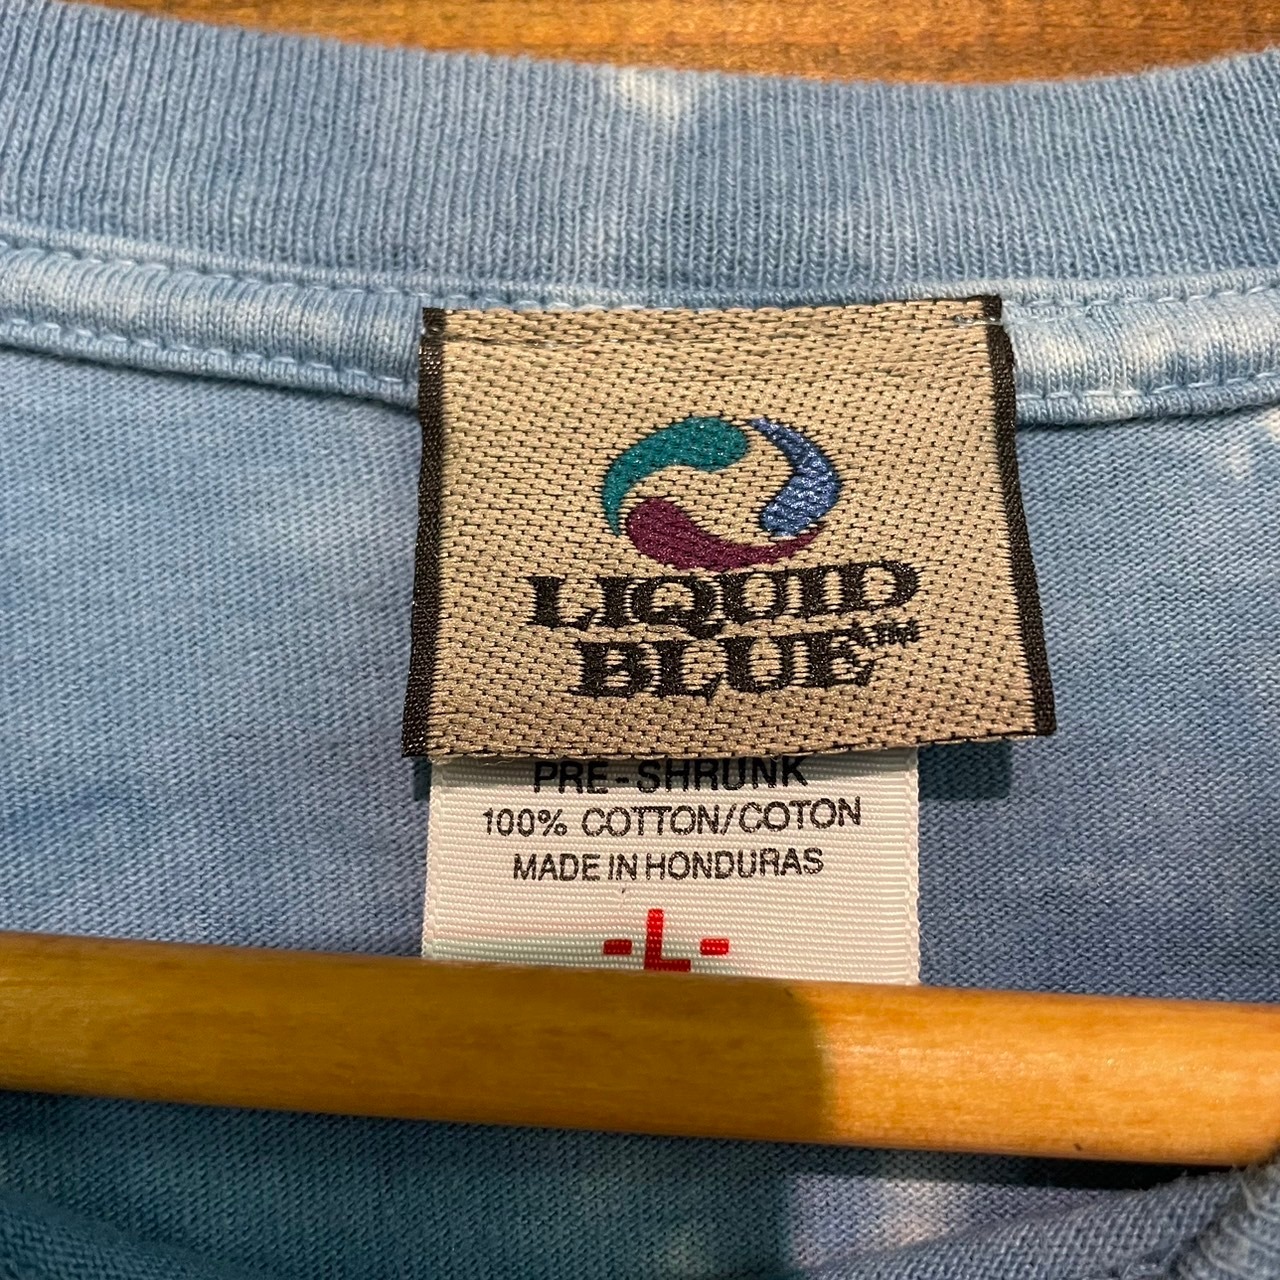 LIQUID
BLUE™
PRE-SHRUNK
100% COTTON/COTON
MADE IN HONDURAS
-L-